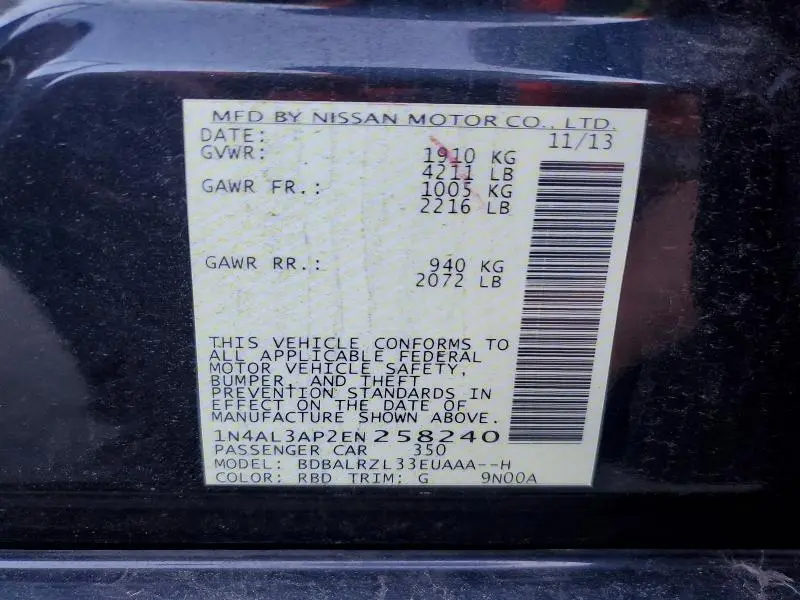 MFD BY NISSAN MOTOR CO., LTD.
DATE: 11/13
GVWR: 1910 KG
4211 LB
GAWR FR.: 1005 KG
2216 LB
GAWR RR.: 940 KG
2072 LB
THIS VEHICLE CONFORMS TO
ALL APPLICABLE FEDERAL
MOTOR VEHICLE SAFETY,
BUMPER, AND THEFT
PREVENTION STANDARDS IN
EFFECT ON THE DATE OF
MANUFACTURE SHOWN ABOVE.
1N4AL3AP2EN258240
PASSENGER CAR 350
MODEL: BDBALRZL33EUAAA--H
COLOR: RBD TRIM: G 9N00A